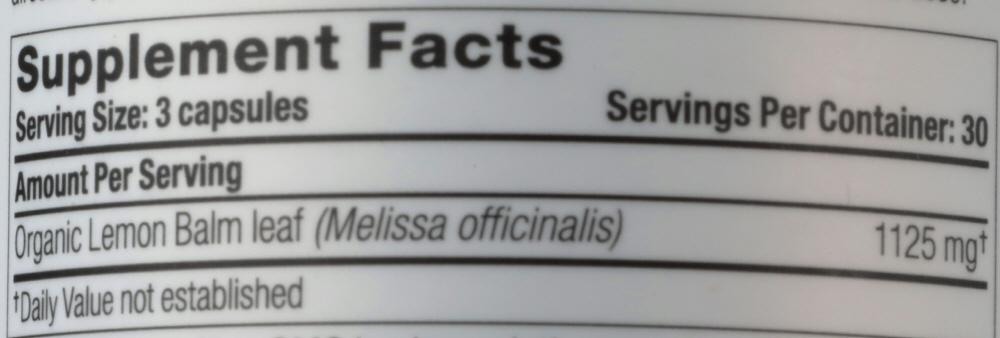 Supplement Facts
Serving Size: 3 capsules Servings Per Container: 30
Amount Per Serving
Organic Lemon Balm leaf (Melissa officinalis) 1125 mg†
†Daily Value not established